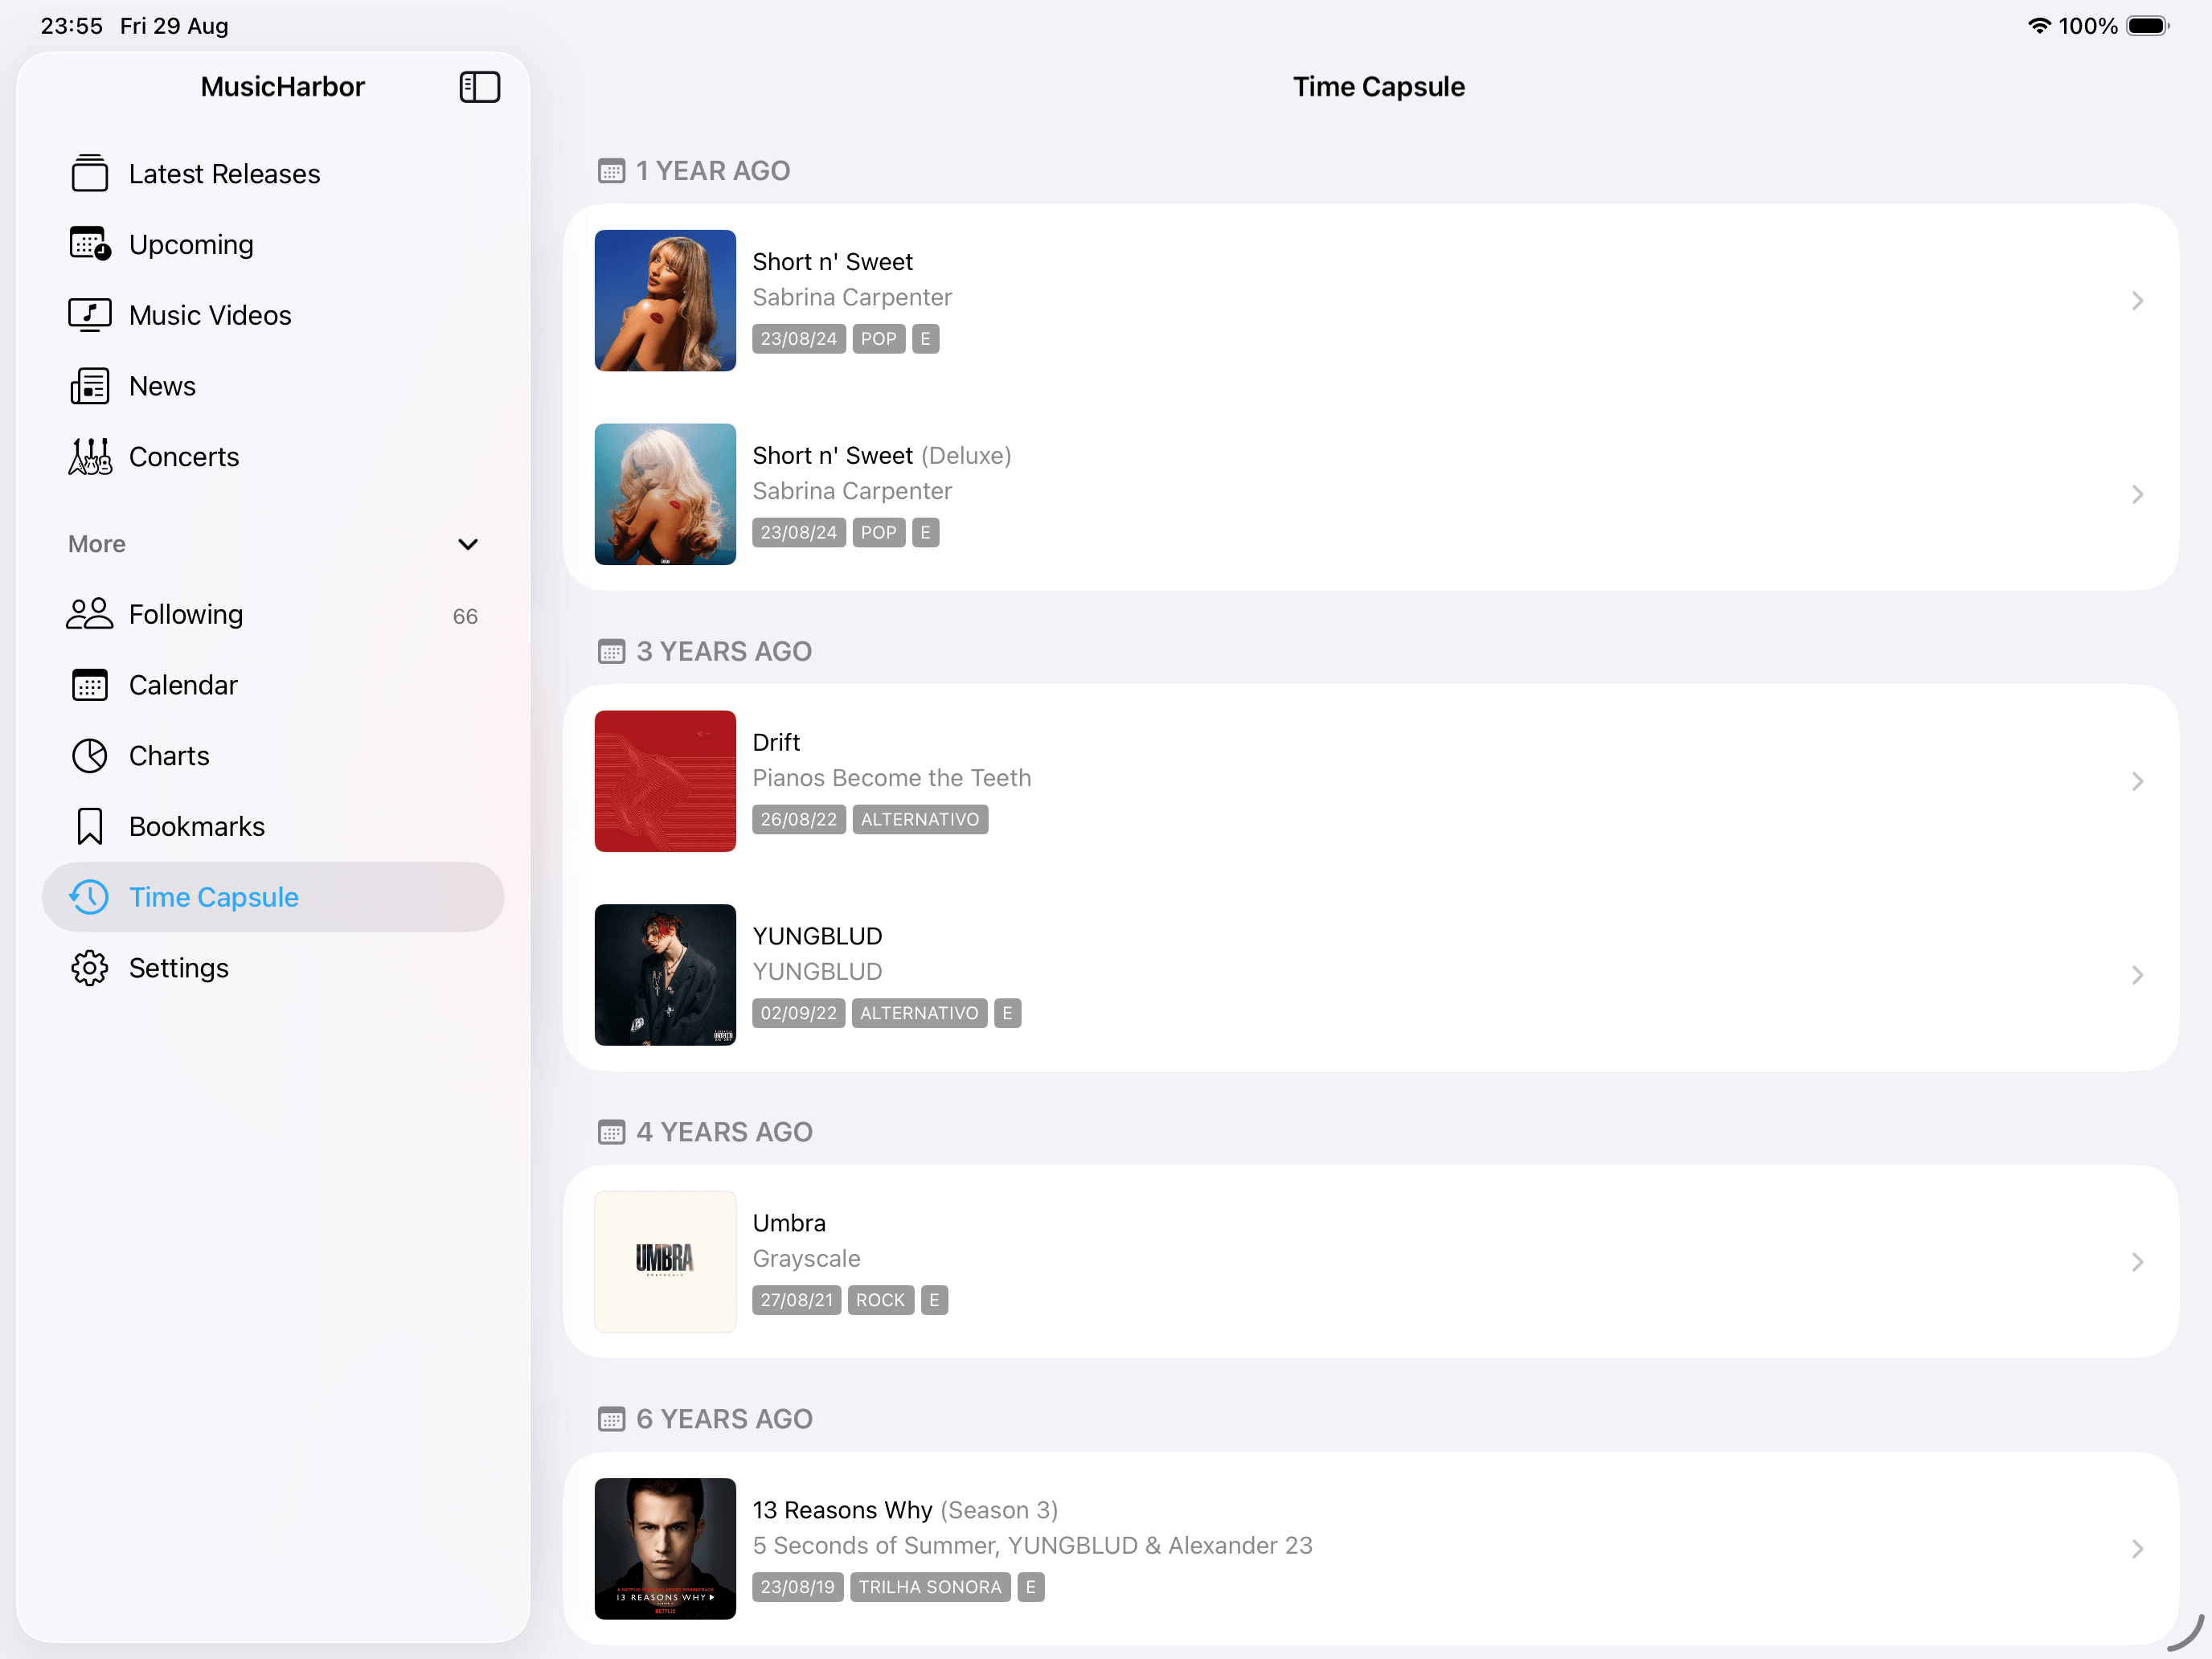 23:55 Fri 29 Aug
100%
MusicHarbor
Latest Releases
Upcoming
Music Videos
News
Concerts
More
Following 66
Calendar
Charts
Bookmarks
Time Capsule
Settings
Time Capsule
1 YEAR AGO
Short n' Sweet
Sabrina Carpenter
23/08/24 POP E
Short n' Sweet (Deluxe)
Sabrina Carpenter
23/08/24 POP E
3 YEARS AGO
Drift
Pianos Become the Teeth
26/08/22 ALTERNATIVO
YUNGBLUD
YUNGBLUD
02/09/22 ALTERNATIVO E
4 YEARS AGO
UMBRA
GRAYSCALE
Umbra
Grayscale
27/08/21 ROCK E
6 YEARS AGO
13 REASONS WHY
NETFLIX
13 Reasons Why (Season 3)
5 Seconds of Summer, YUNGBLUD & Alexander 23
23/08/19 TRILHA SONORA E